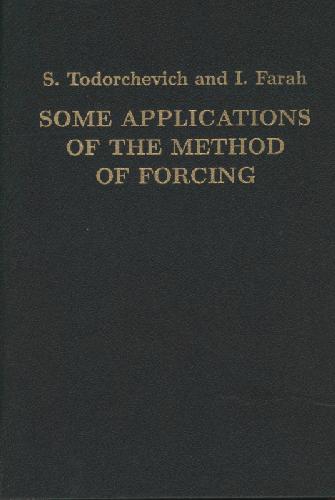 S. Todorchevich and I. Farah
SOME APPLICATIONS
OF THE METHOD
OF FORCING